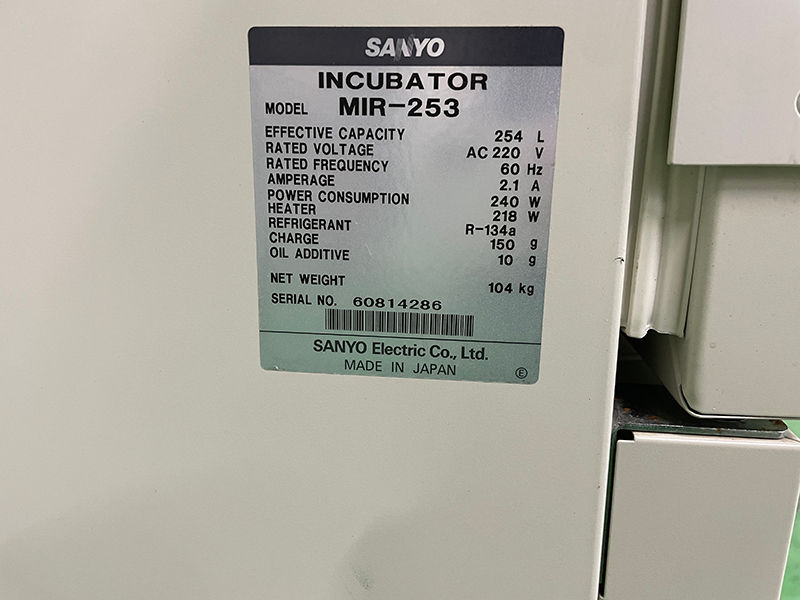 SANYO
INCUBATOR
MODEL MIR-253
EFFECTIVE CAPACITY 254 L
RATED VOLTAGE AC 220 V
RATED FREQUENCY 60 Hz
AMPERAGE 2.1 A
POWER CONSUMPTION 240 W
HEATER 218 W
REFRIGERANT R-134a
CHARGE 150 g
OIL ADDITIVE 10 g
NET WEIGHT 104 kg
SERIAL NO. 60814286
SANYO Electric Co., Ltd.
MADE IN JAPAN Ⓔ